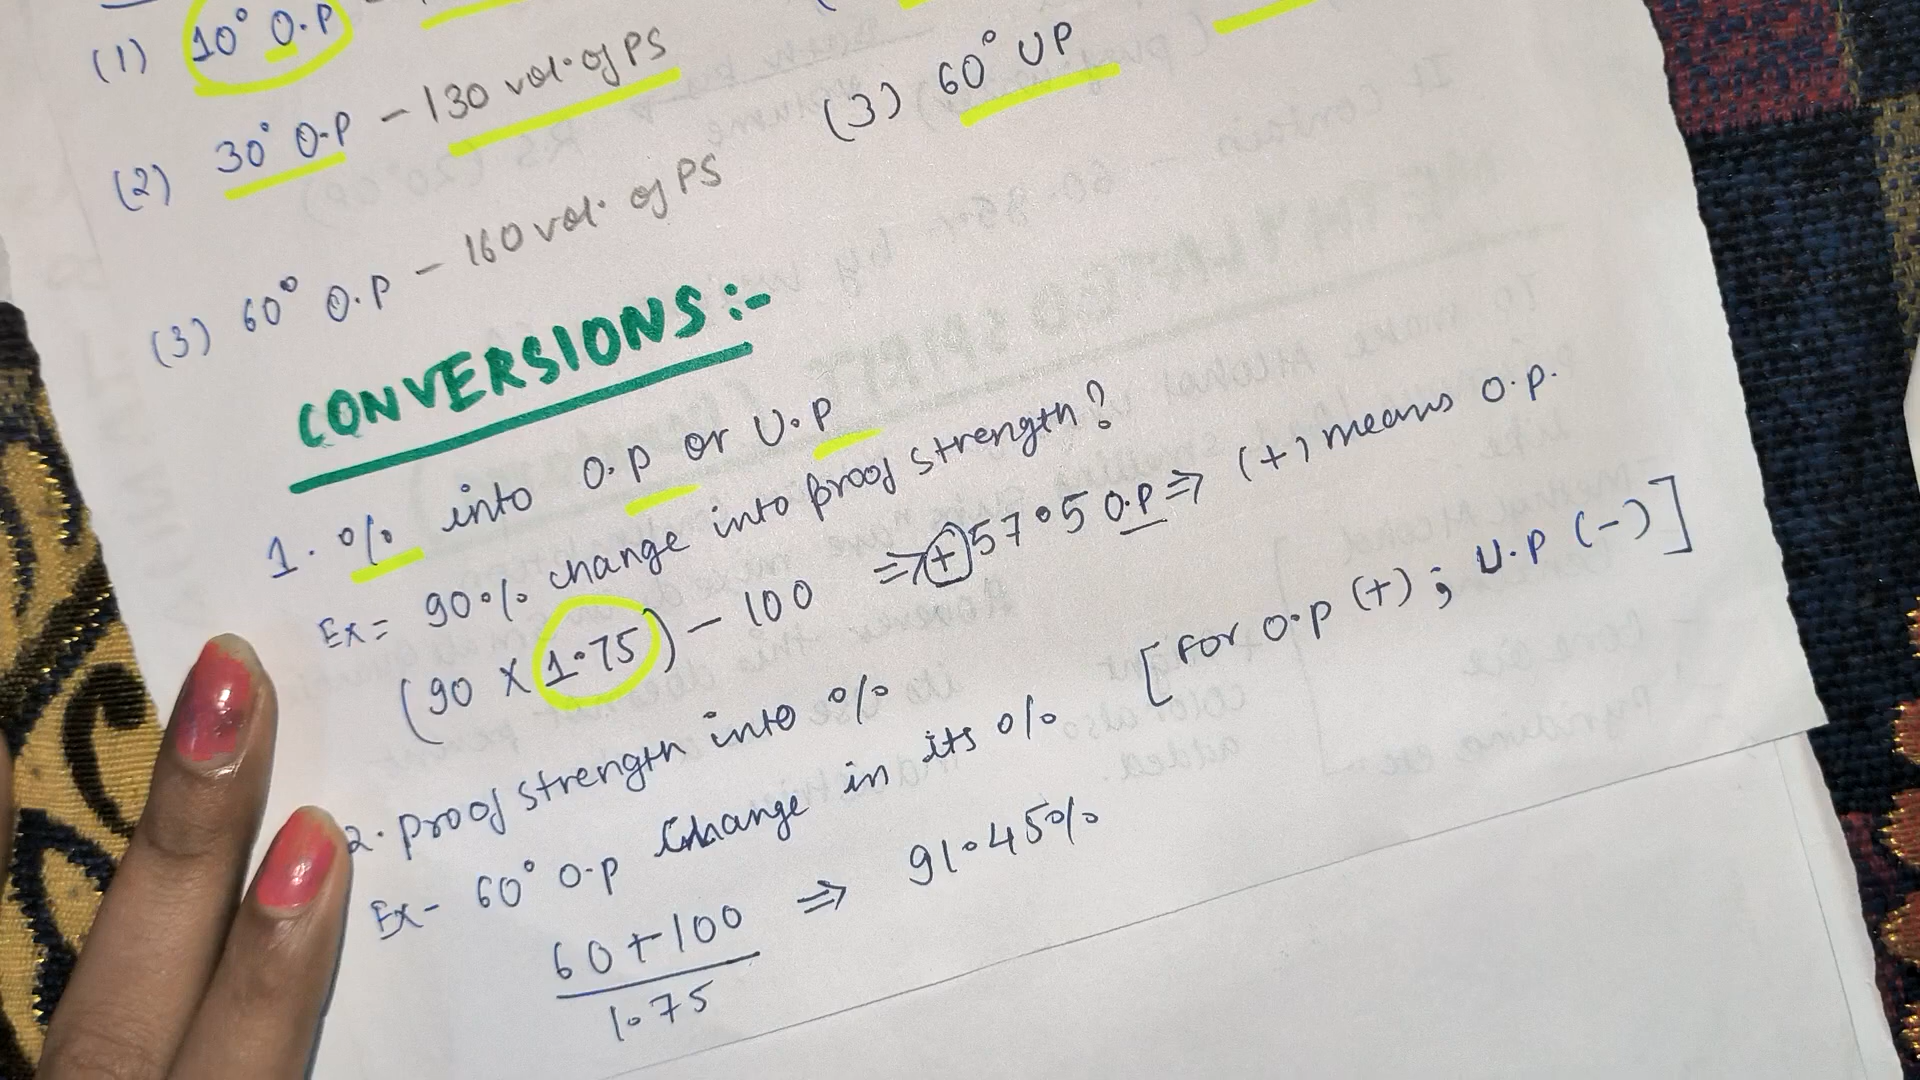 (1) 10° O.P
(2) 30° O.P - 130 vol. of PS
(3) 60° UP
(3) 60° O.P - 160 vol. of PS
CONVERSIONS:-
1. % into O.P or U.P
Ex= 90% change into proof strength?
(90 X 1.75) - 100 ⇒ +57.5 O.P ⇒ (+) means O.P.
[For O.P (+) ; U.P (-)]
2. Proof strength into %
Ex- 60° O.P Change in its %
60+100 ⇒ 91.45%
1.75